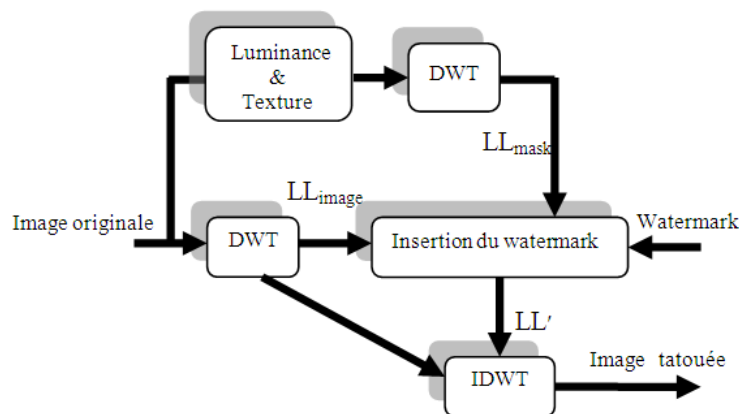 Luminance
&
Texture
DWT
LLmask
LLimage
Image originale
Watermark
DWT
Insertion du watermark
LL'
Image tatouée
IDWT